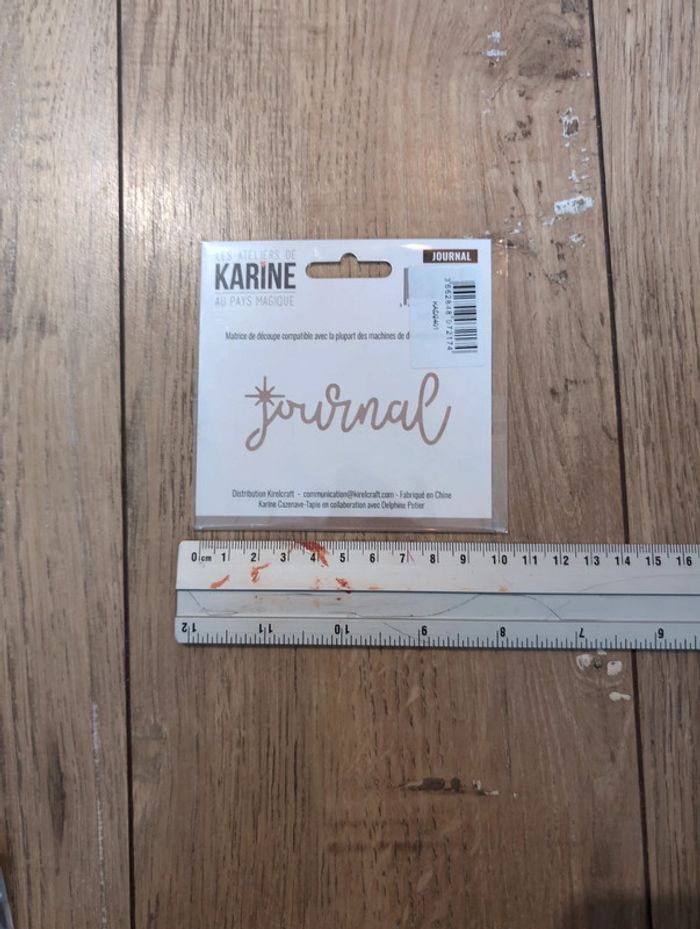 LES ATELIERS DE
KARINE
AU PAYS MAGIQUE
JOURNAL
3662848 072174
Matrice de découpe compatible avec la plupart des machines de
journal
Distribution Kirelcraft - communication@kirelcraft.com - Fabriqué en Chine
Karine Cazenave-Tapie en collaboration avec Delphine Potier
0 cm 1 2 3 4 5 6 7 8 9 10 11 12 13 14 15 16
12 11 10 9 8 7 6